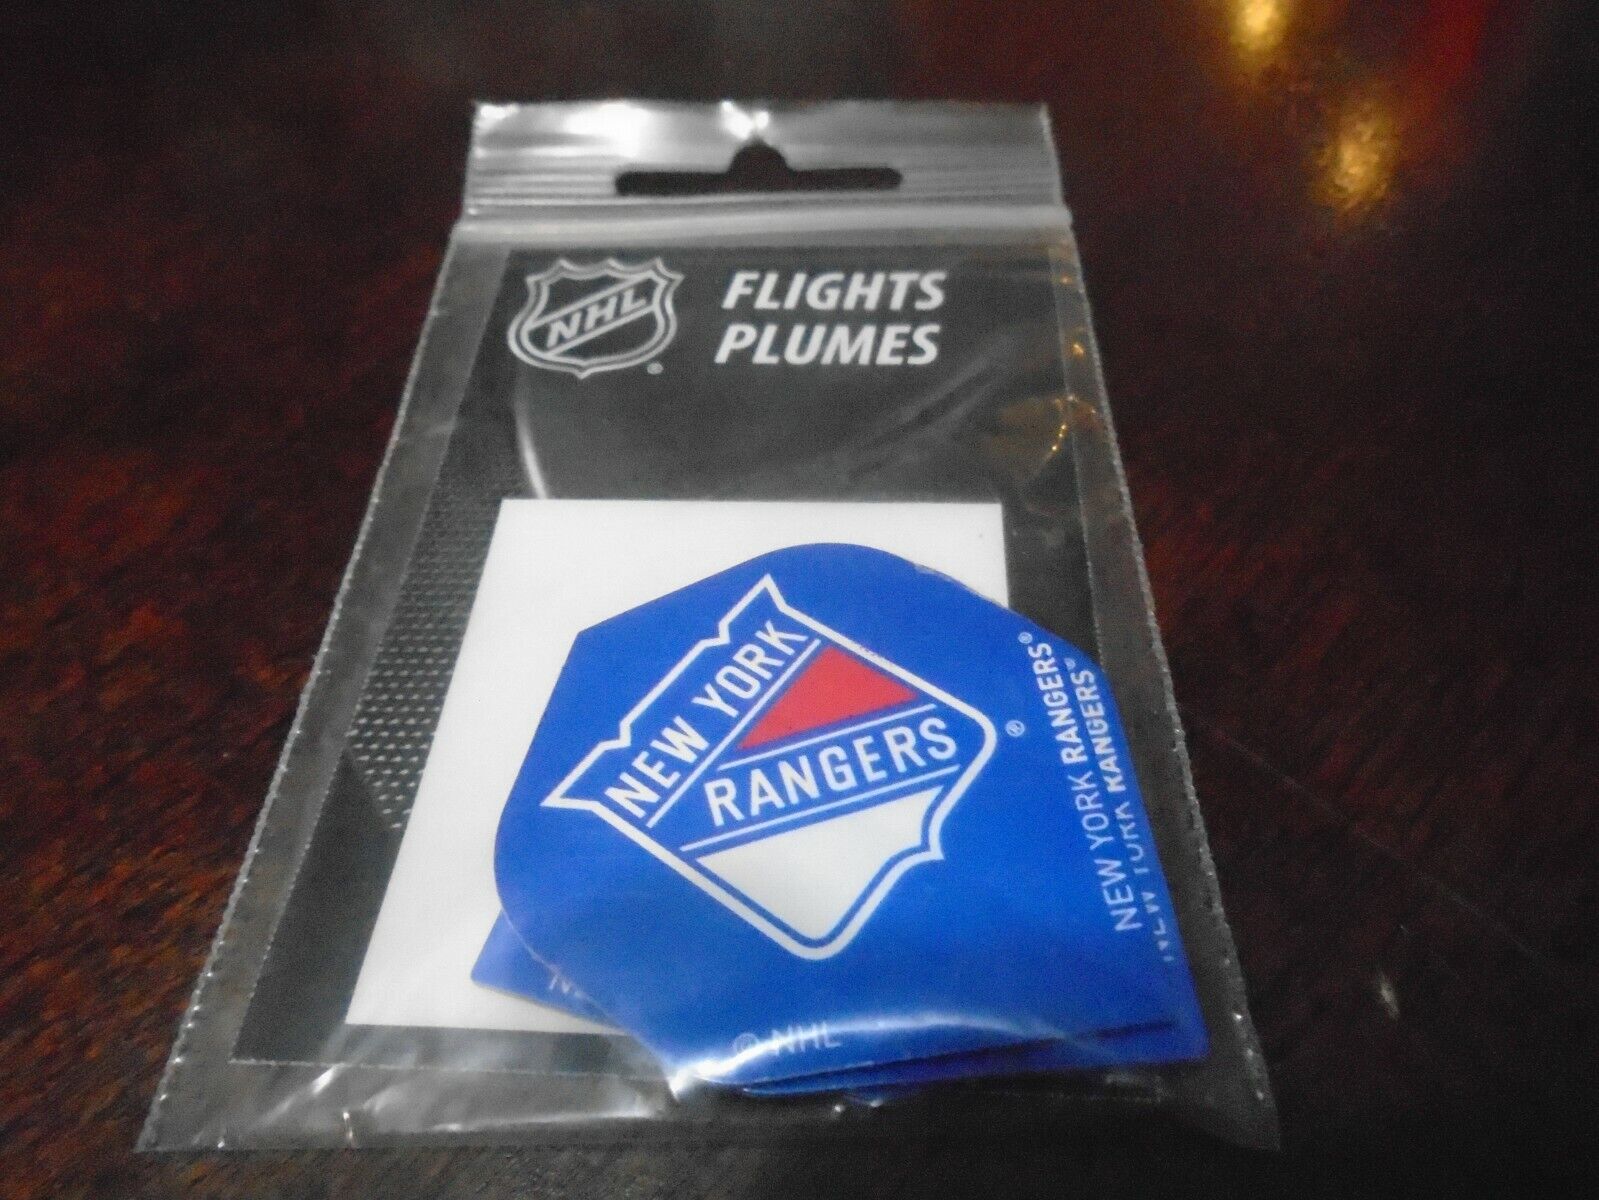 NHL
®
FLIGHTS
PLUMES
NEW YORK
RANGERS
®
NEW YORK RANGERS®
NEW YORK RANGERS®
© NHL